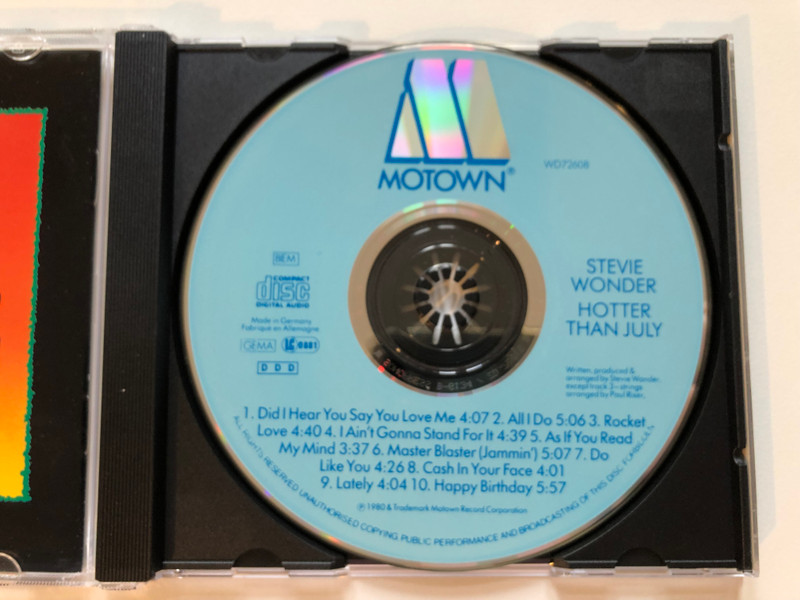 MOTOWN®
WD72608
BIEM
COMPACT
disc
DIGITAL AUDIO
Made in Germany
Fabriqué en Allemagne
GEMA LC 0881
DDD
STEVIE
WONDER
HOTTER
THAN JULY
Written, produced &
arranged by Stevie Wonder,
except track 3 - strings
arranged by Paul Riser.
1. Did I Hear You Say You Love Me 4:07 2. All I Do 5:06 3. Rocket
Love 4:40 4. I Ain't Gonna Stand For It 4:39 5. As If You Read
My Mind 3:37 6. Master Blaster (Jammin') 5:07 7. Do
Like You 4:26 8. Cash In Your Face 4:01
9. Lately 4:04 10. Happy Birthday 5:57
℗ 1980 & Trademark Motown Record Corporation
ALL RIGHTS RESERVED UNAUTHORISED COPYING PUBLIC PERFORMANCE AND BROADCASTING OF THIS DISC FORBIDDEN